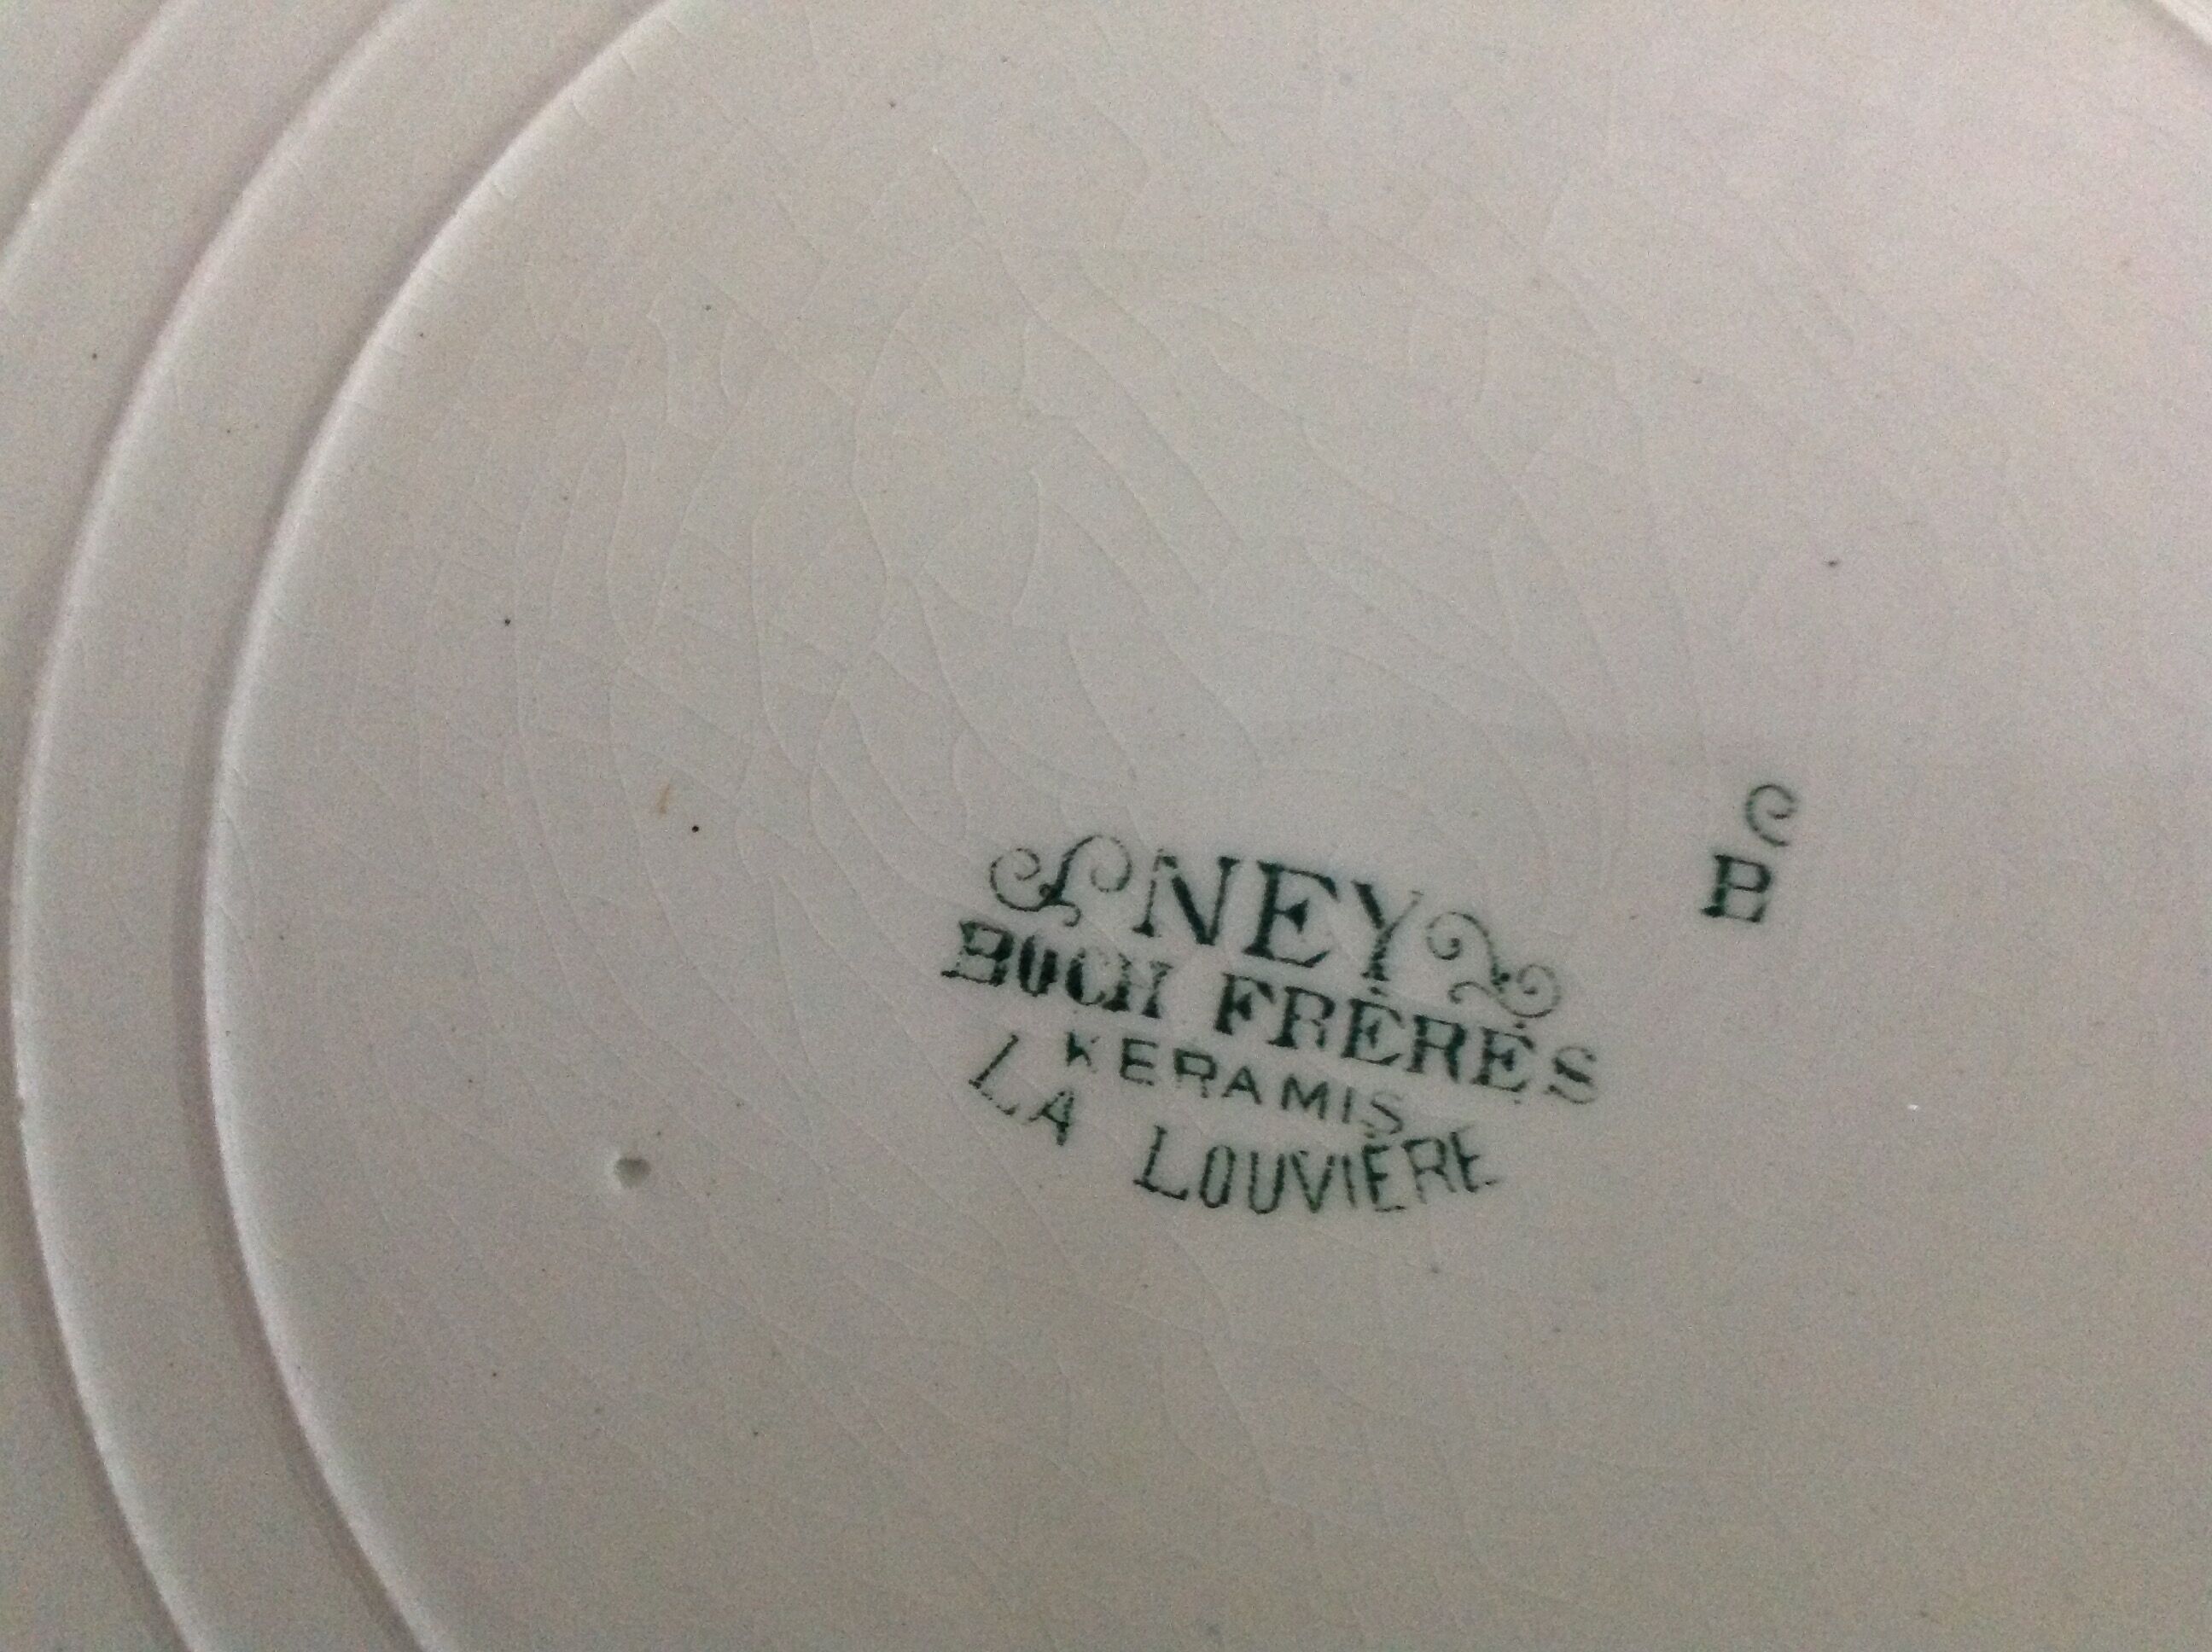 NEY
BOCH FRÈRES
KERAMIS
LA LOUVIÈRE
B